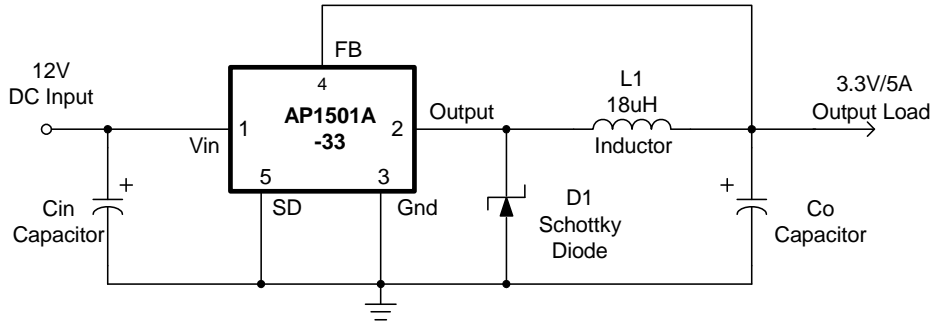 FB
4
12V
DC Input
L1
18uH
3.3V/5A
Output Load
AP1501A
-33
1
2
Output
Vin
Inductor
5
3
SD
Gnd
+
Cin
Capacitor
D1
Schottky
Diode
+
Co
Capacitor